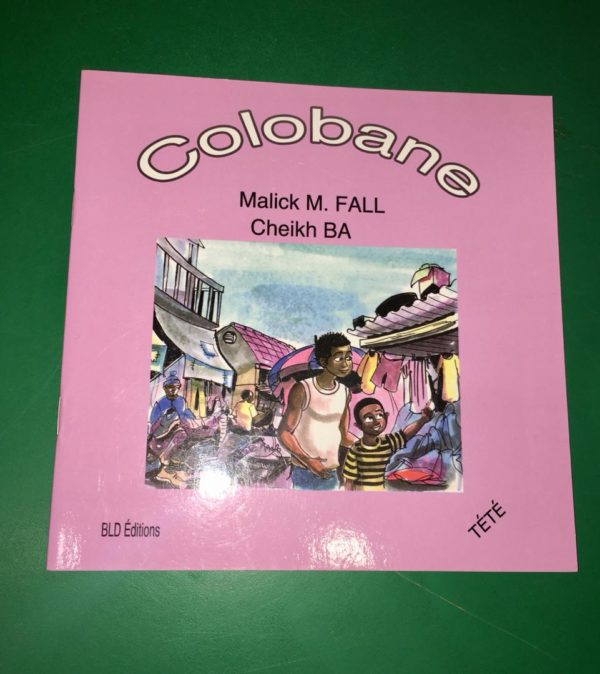 Colobane
Malick M. FALL
Cheikh BA
BLD Éditions
TÉTÉ